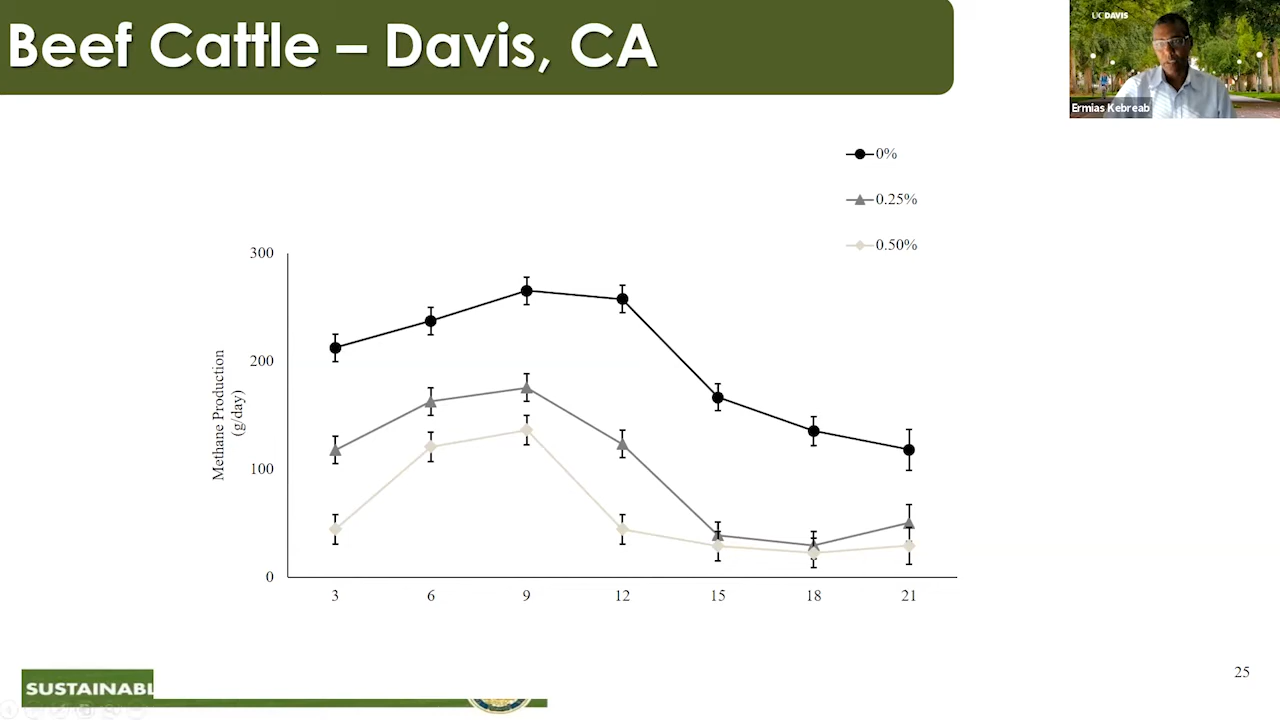 Beef Cattle – Davis, CA
UCDAVIS
Ermias Kebreab
0%
0.25%
0.50%
300
200
100
0
Methane Production
(g/day)
3 6 9 12 15 18 21
25
SUSTAINABL